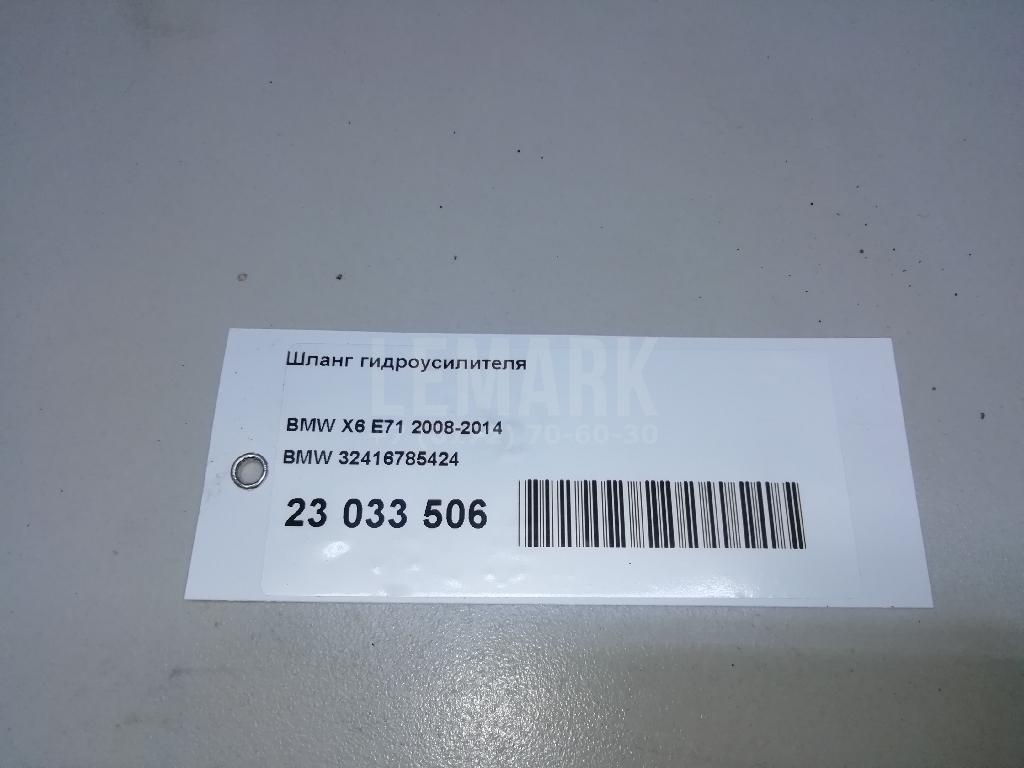 Шланг гидроусилителя
LEMARK
BMW X6 E71 2008-2014
70-60-30
BMW 32416785424
23 033 506